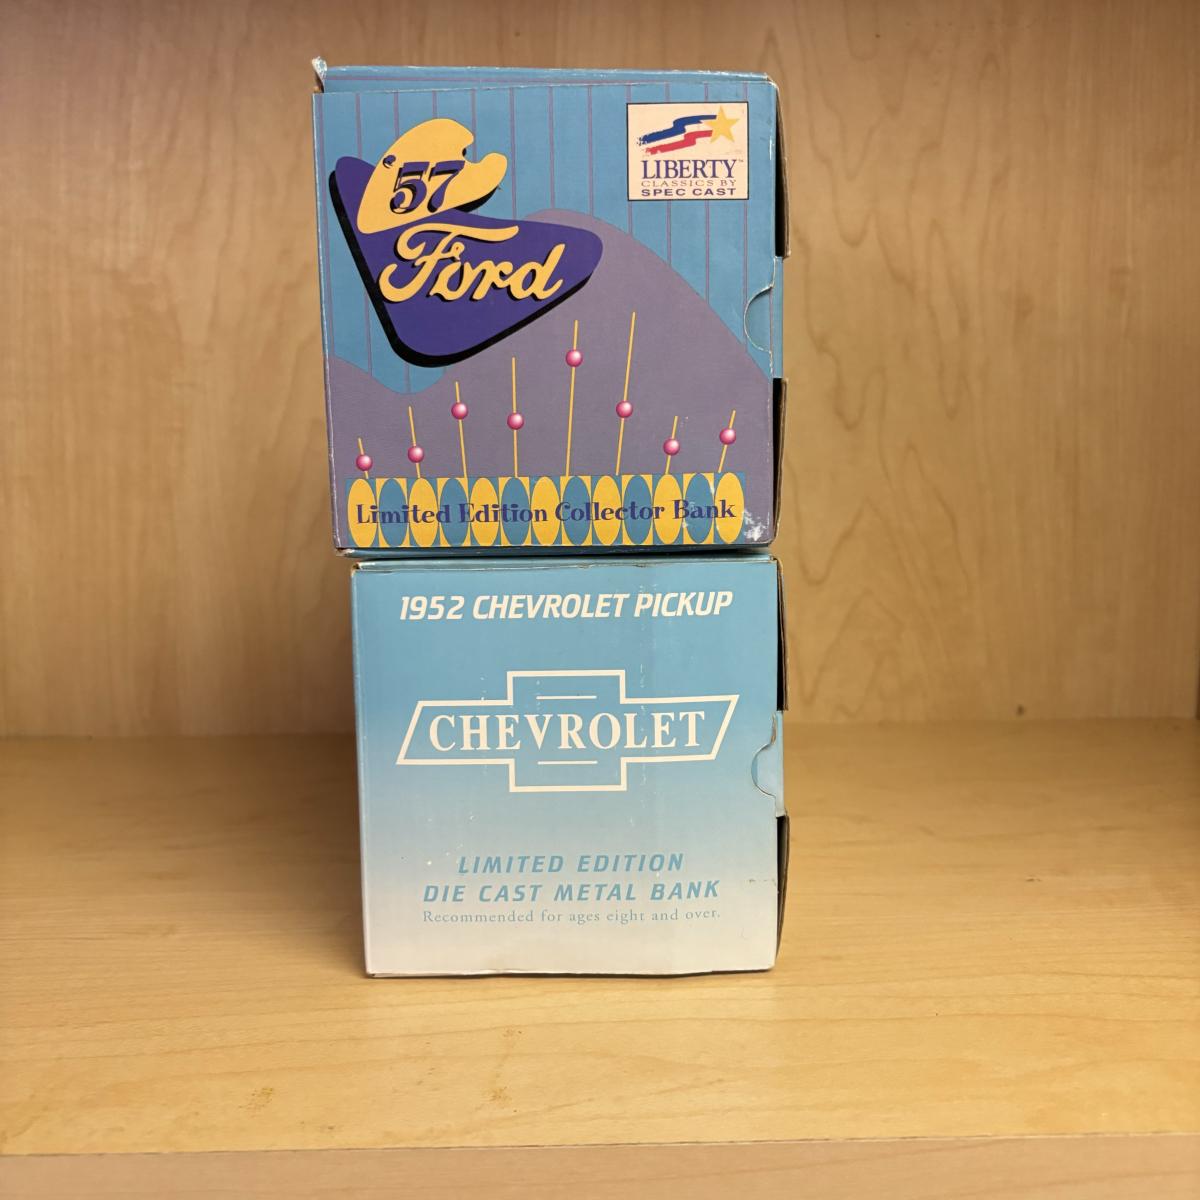 '57
Ford
LIBERTY™
CLASSICS BY
SPEC CAST
Limited Edition Collector Bank
1952 CHEVROLET PICKUP
CHEVROLET
LIMITED EDITION
DIE CAST METAL BANK
Recommended for ages eight and over.